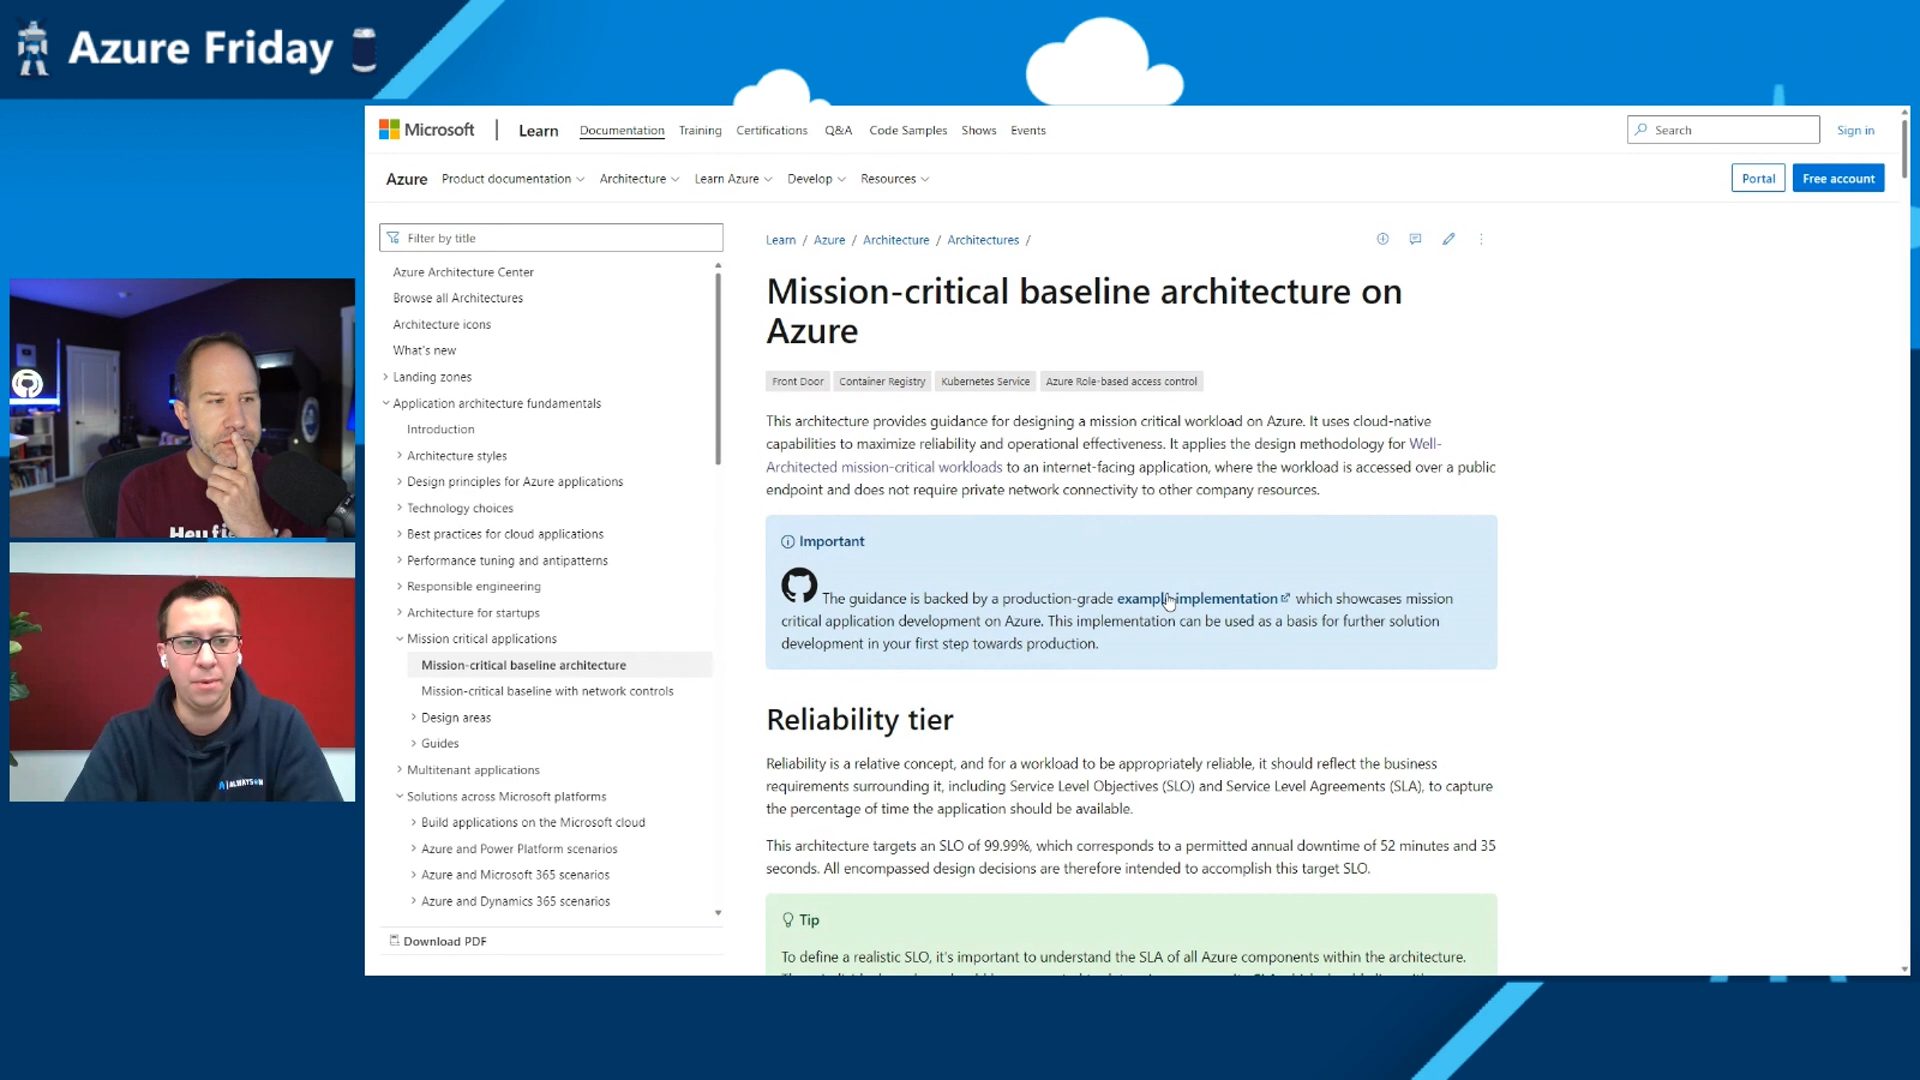 Azure Friday
Microsoft | Learn Documentation Training Certifications Q&A Code Samples Shows Events Search Sign in
Azure Product documentation Architecture Learn Azure Develop Resources Portal Free account
Filter by title
Azure Architecture Center
Browse all Architectures
Architecture icons
What's new
Landing zones
Application architecture fundamentals
Introduction
Architecture styles
Design principles for Azure applications
Technology choices
Best practices for cloud applications
Performance tuning and antipatterns
Responsible engineering
Architecture for startups
Mission critical applications
Mission-critical baseline architecture
Mission-critical baseline with network controls
Design areas
Guides
Multitenant applications
Solutions across Microsoft platforms
Build applications on the Microsoft cloud
Azure and Power Platform scenarios
Azure and Microsoft 365 scenarios
Azure and Dynamics 365 scenarios
Download PDF
Learn / Azure / Architecture / Architectures /
Mission-critical baseline architecture on
Azure
Front Door Container Registry Kubernetes Service Azure Role-based access control
This architecture provides guidance for designing a mission critical workload on Azure. It uses cloud-native
capabilities to maximize reliability and operational effectiveness. It applies the design methodology for Well-
Architected mission-critical workloads to an internet-facing application, where the workload is accessed over a public
endpoint and does not require private network connectivity to other company resources.
Important
The guidance is backed by a production-grade example implementation which showcases mission
critical application development on Azure. This implementation can be used as a basis for further solution
development in your first step towards production.
Reliability tier
Reliability is a relative concept, and for a workload to be appropriately reliable, it should reflect the business
requirements surrounding it, including Service Level Objectives (SLO) and Service Level Agreements (SLA), to capture
the percentage of time the application should be available.
This architecture targets an SLO of 99.99%, which corresponds to a permitted annual downtime of 52 minutes and 35
seconds. All encompassed design decisions are therefore intended to accomplish this target SLO.
Tip
To define a realistic SLO, it's important to understand the SLA of all Azure components within the architecture.
Hey
ALWAYSON